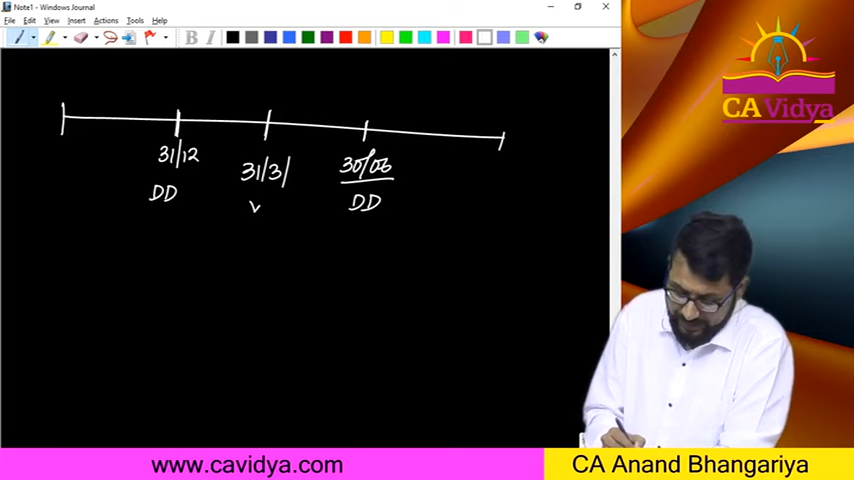 Note1 - Windows Journal
File Edit View Insert Actions Tools Help
B I
CA Vidya
31/12 31/3/ 30/06
DD DD
www.cavidya.com CA Anand Bhangariya